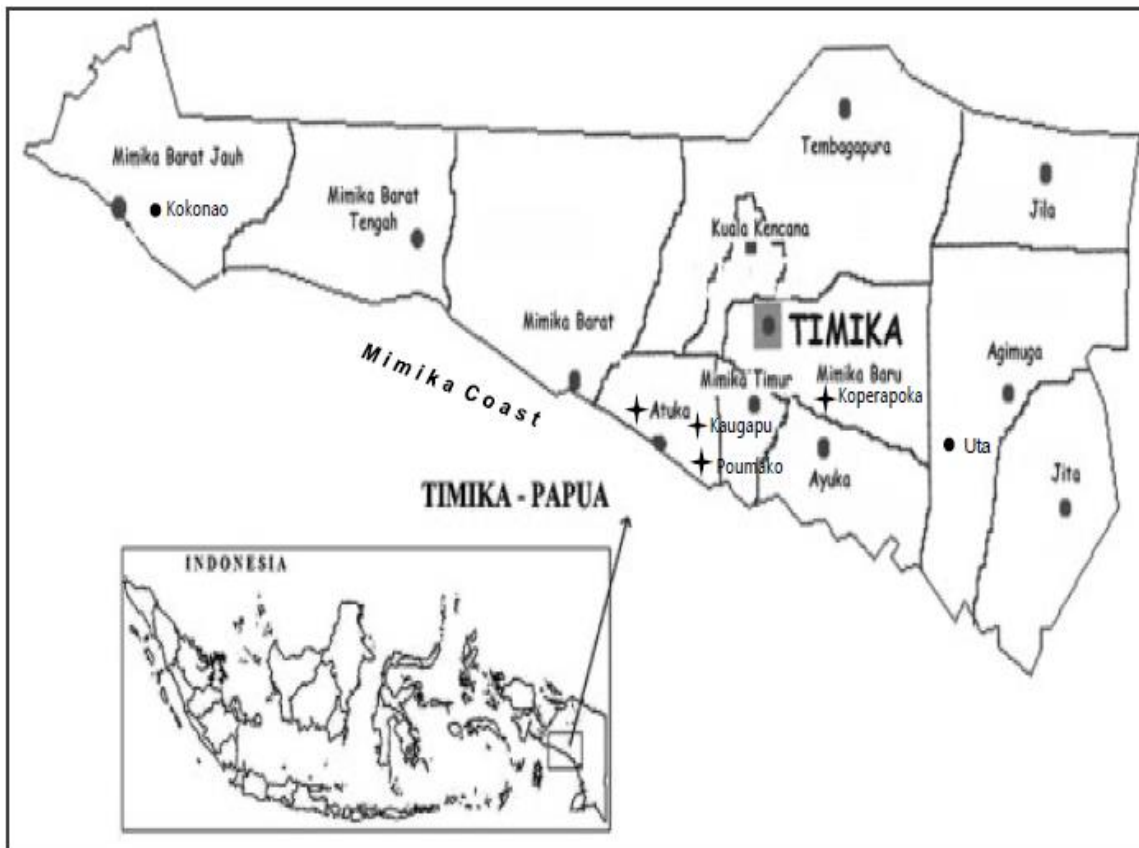 Tembagapura
Mimika Barat Jauh
Kokonao
Mimika Barat
Tengah
Kuala Kencana
Jila
Mimika Barat
TIMIKA
Agimuga
Mimika Coast
Mimika Timur
Mimika Baru
Koperapoka
Atuka
Kaugapu
Uta
Poumako
Ayuka
Jita
TIMIKA - PAPUA
INDONESIA